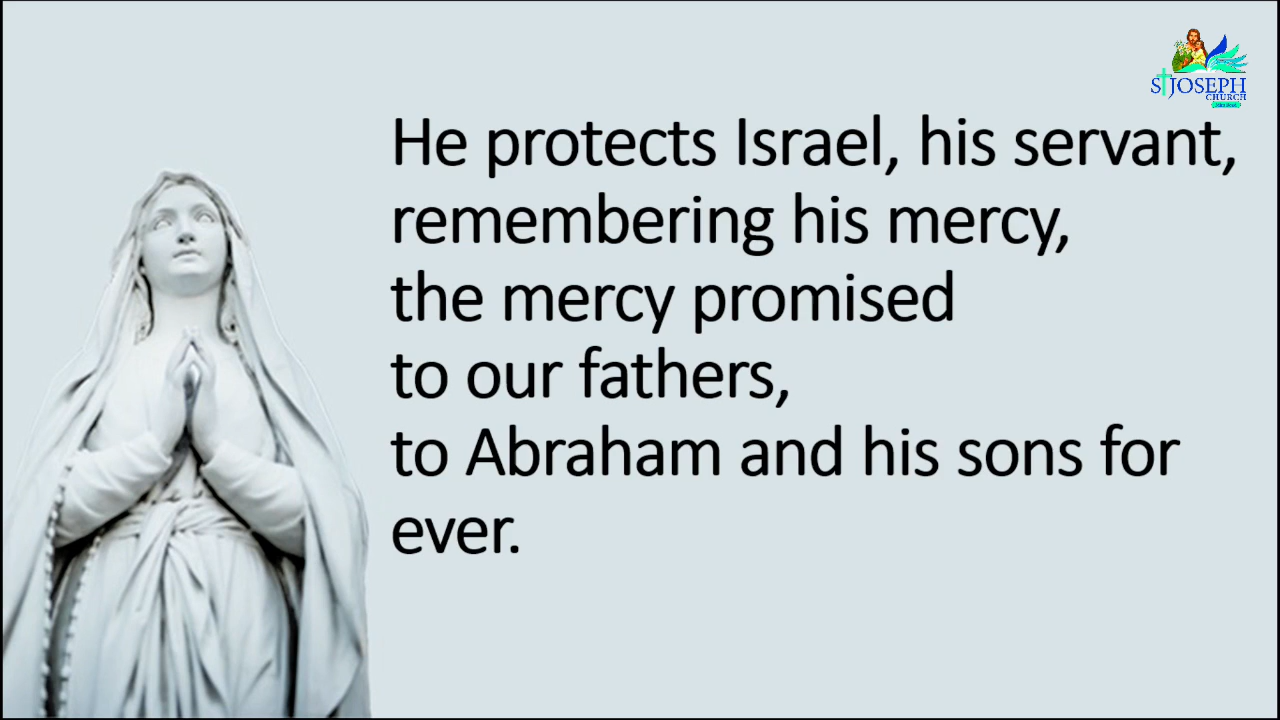 ST JOSEPH
CHURCH
He protects Israel, his servant,
remembering his mercy,
the mercy promised
to our fathers,
to Abraham and his sons for
ever.